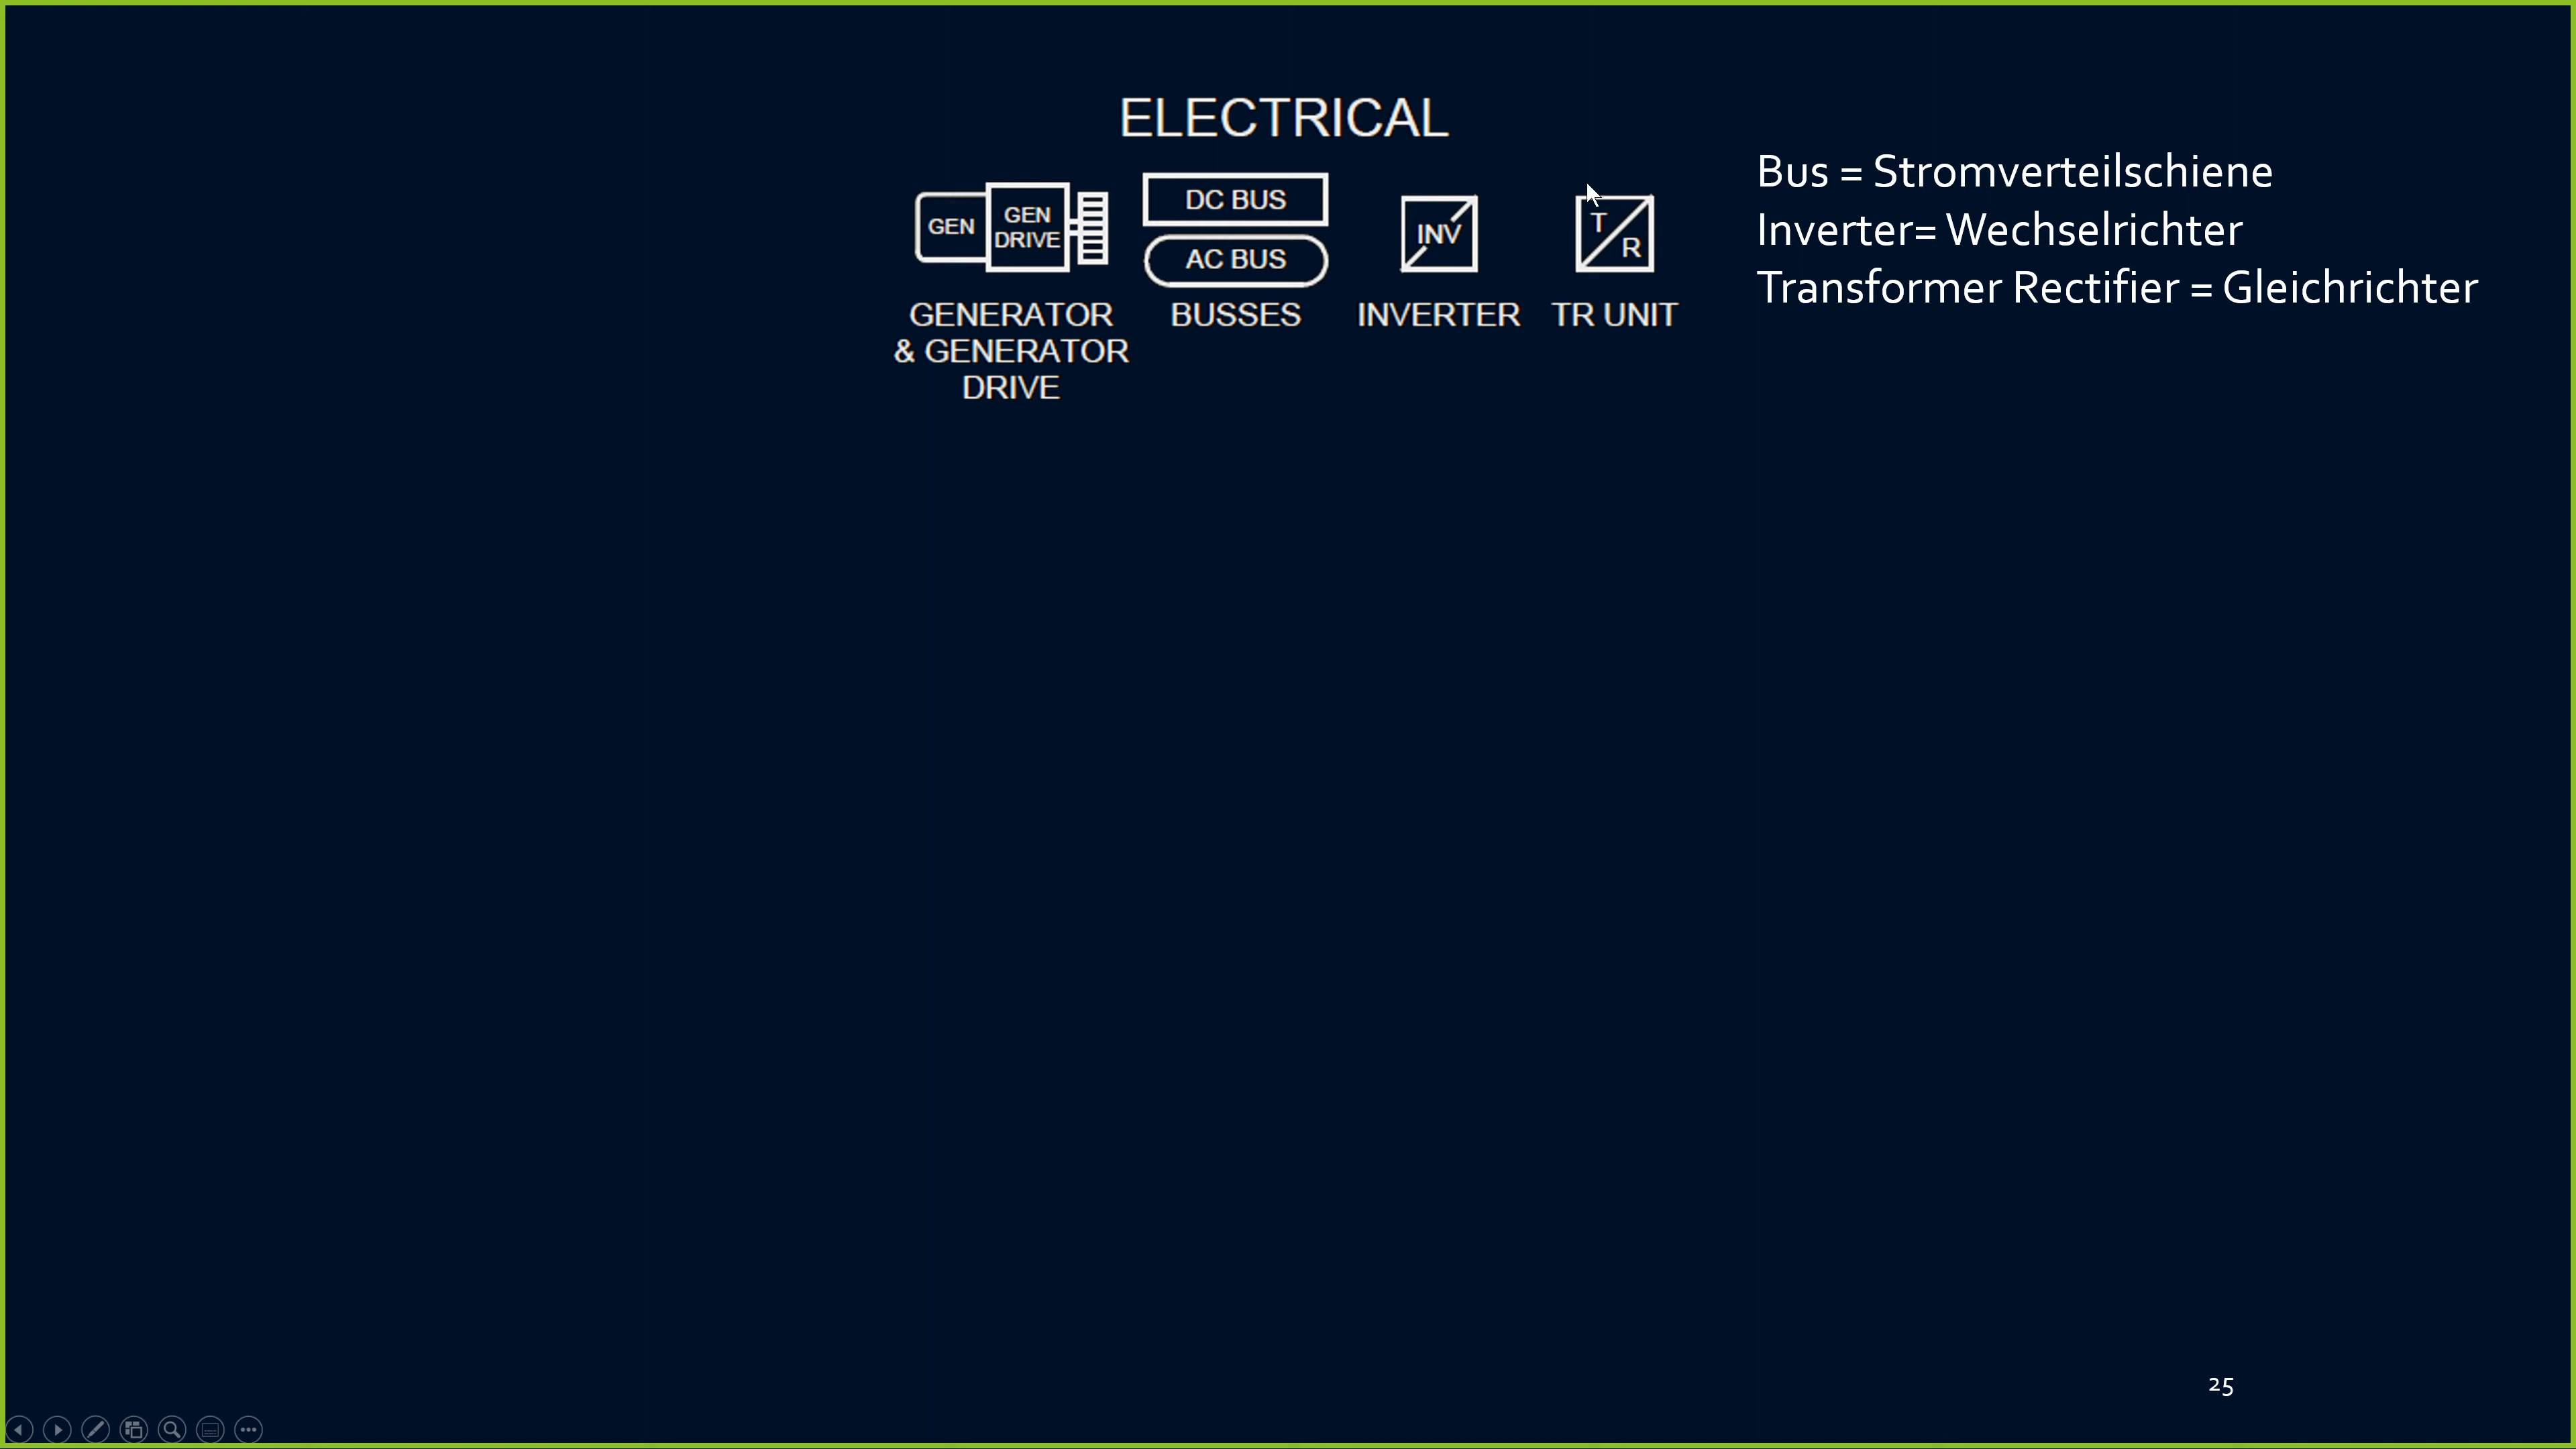 ELECTRICAL
GEN
GEN
DRIVE
DC BUS
AC BUS
INV
T
R
GENERATOR
& GENERATOR
DRIVE
BUSSES
INVERTER
TR UNIT
Bus = Stromverteilschiene
Inverter= Wechselrichter
Transformer Rectifier = Gleichrichter
25